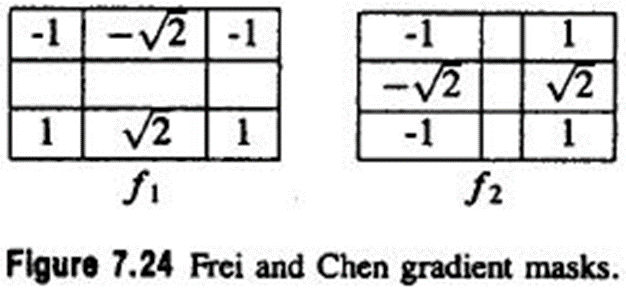 -1 −√2 -1 -1 1
−√2 √2
1 √2 1 -1 1
f1 f2
Figure 7.24 Frei and Chen gradient masks.